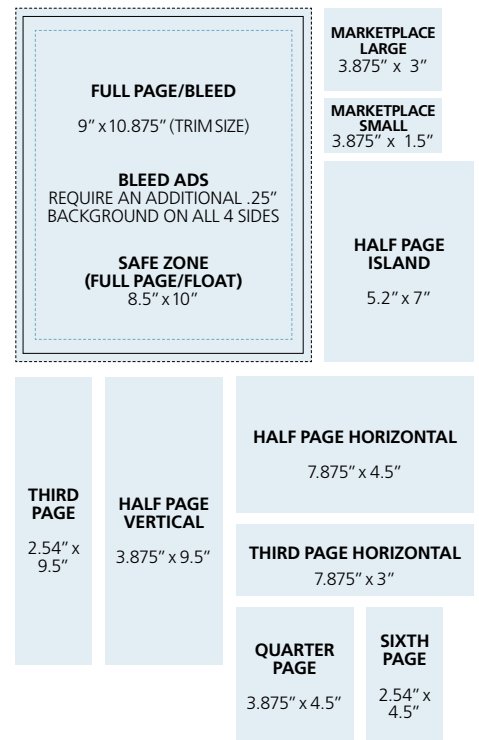 FULL PAGE/BLEED
9” x 10.875” (TRIM SIZE)
BLEED ADS
REQUIRE AN ADDITIONAL .25”
BACKGROUND ON ALL 4 SIDES
SAFE ZONE
(FULL PAGE/FLOAT)
8.5” x 10”
MARKETPLACE
LARGE
3.875” x 3”
MARKETPLACE
SMALL
3.875” x 1.5”
HALF PAGE
ISLAND
5.2” x 7”
THIRD
PAGE
2.54” x
9.5”
HALF PAGE
VERTICAL
3.875” x 9.5”
HALF PAGE HORIZONTAL
7.875” x 4.5”
THIRD PAGE HORIZONTAL
7.875” x 3”
QUARTER
PAGE
3.875” x 4.5”
SIXTH
PAGE
2.54” x
4.5”